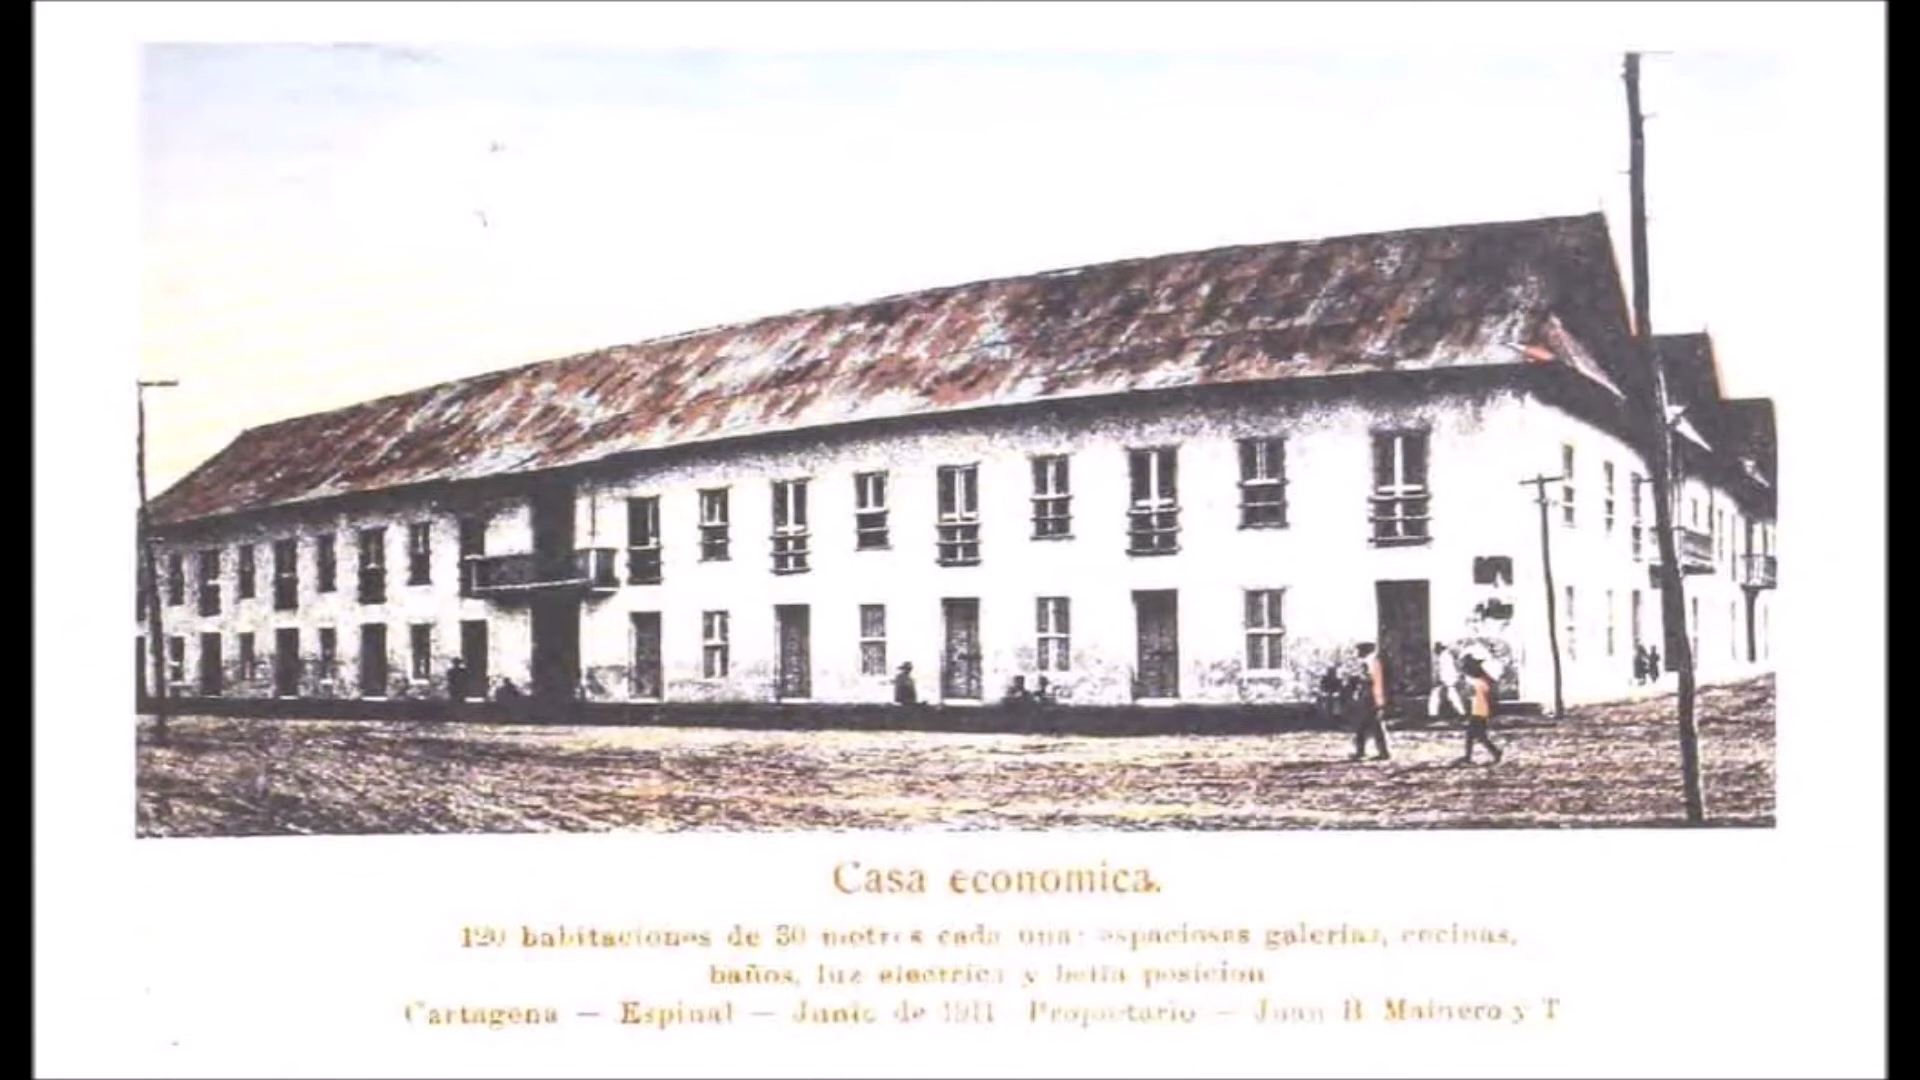 Casa economica.
120 habitaciones de 30 metros cada una: espaciosas galerias, cocinas,
baños, luz electrica y bella posicion
Cartagena — Espinal — Junio de 1911 Propietario — Juan B Mainero y T